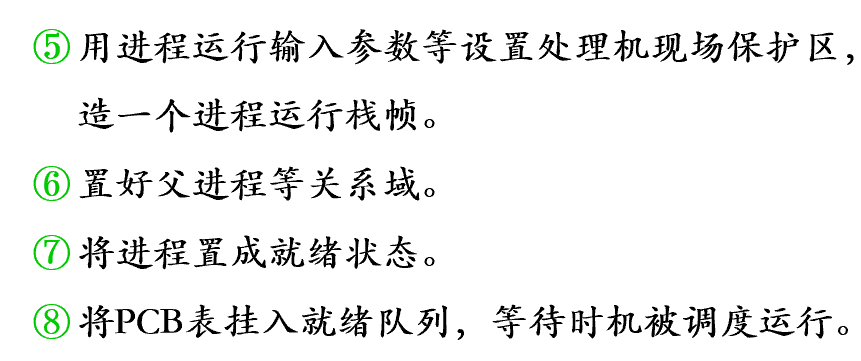 ⑤用进程运行输入参数等设置处理机现场保护区，
造一个进程运行栈帧。
⑥置好父进程等关系域。
⑦将进程置成就绪状态。
⑧将PCB表挂入就绪队列，等待时机被调度运行。